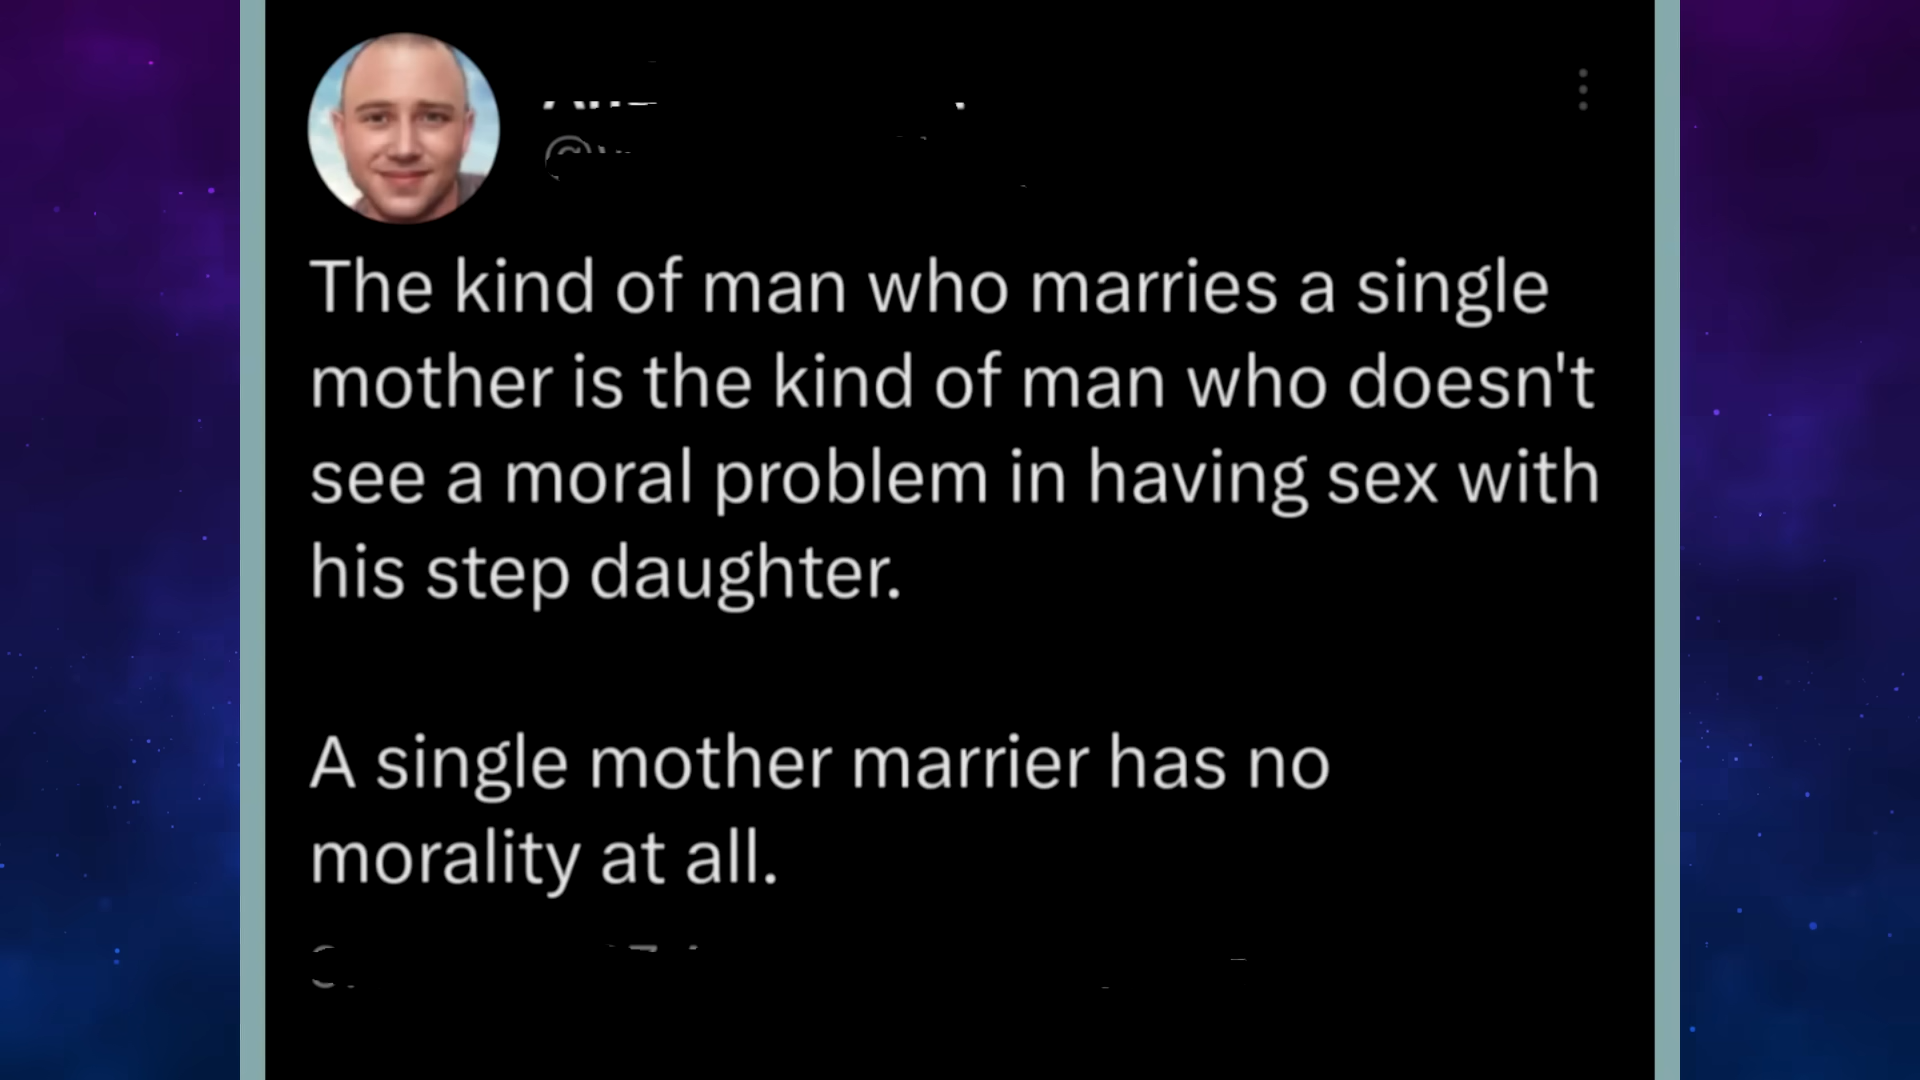 The kind of man who marries a single
mother is the kind of man who doesn't
see a moral problem in having sex with
his step daughter.
A single mother marrier has no
morality at all.